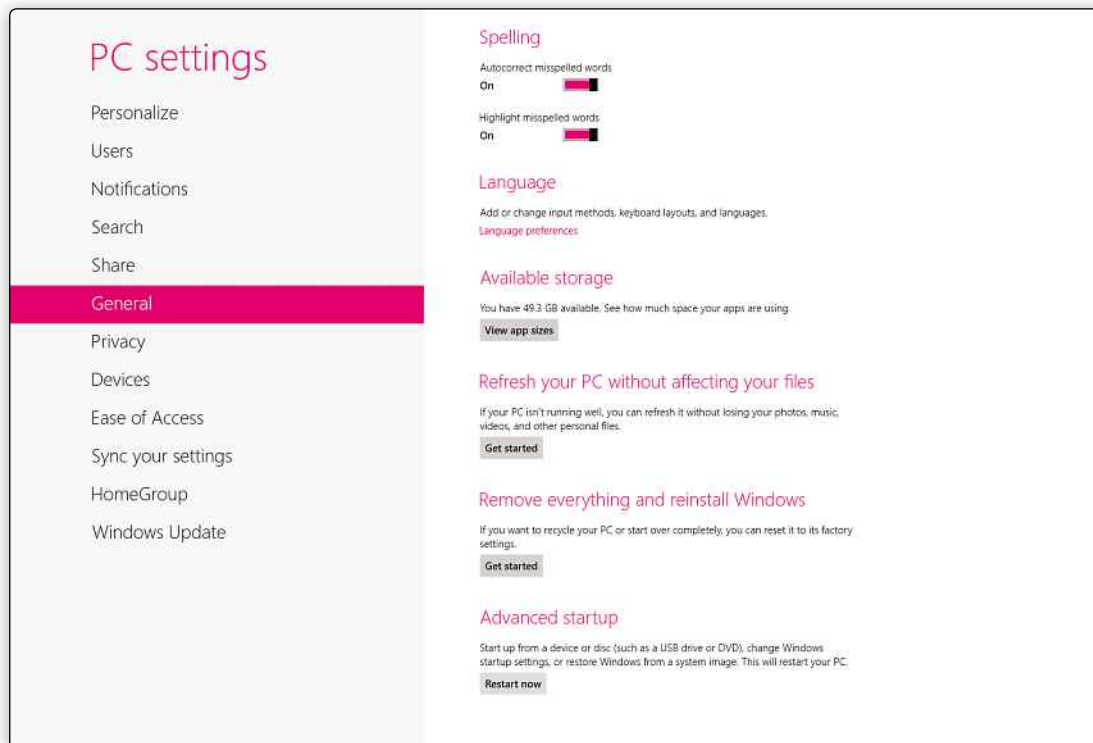 PC settings
Personalize
Users
Notifications
Search
Share
General
Privacy
Devices
Ease of Access
Sync your settings
HomeGroup
Windows Update
Spelling
Autocorrect misspelled words
On
Highlight misspelled words
On
Language
Add or change input methods, keyboard layouts, and languages.
Language preferences
Available storage
You have 49.3 GB available. See how much space your apps are using.
View app sizes
Refresh your PC without affecting your files
If your PC isn't running well, you can refresh it without losing your photos, music,
videos, and other personal files.
Get started
Remove everything and reinstall Windows
If you want to recycle your PC or start over completely, you can reset it to its factory
settings.
Get started
Advanced startup
Start up from a device or disc (such as a USB drive or DVD), change Windows
startup settings, or restore Windows from a system image. This will restart your PC.
Restart now